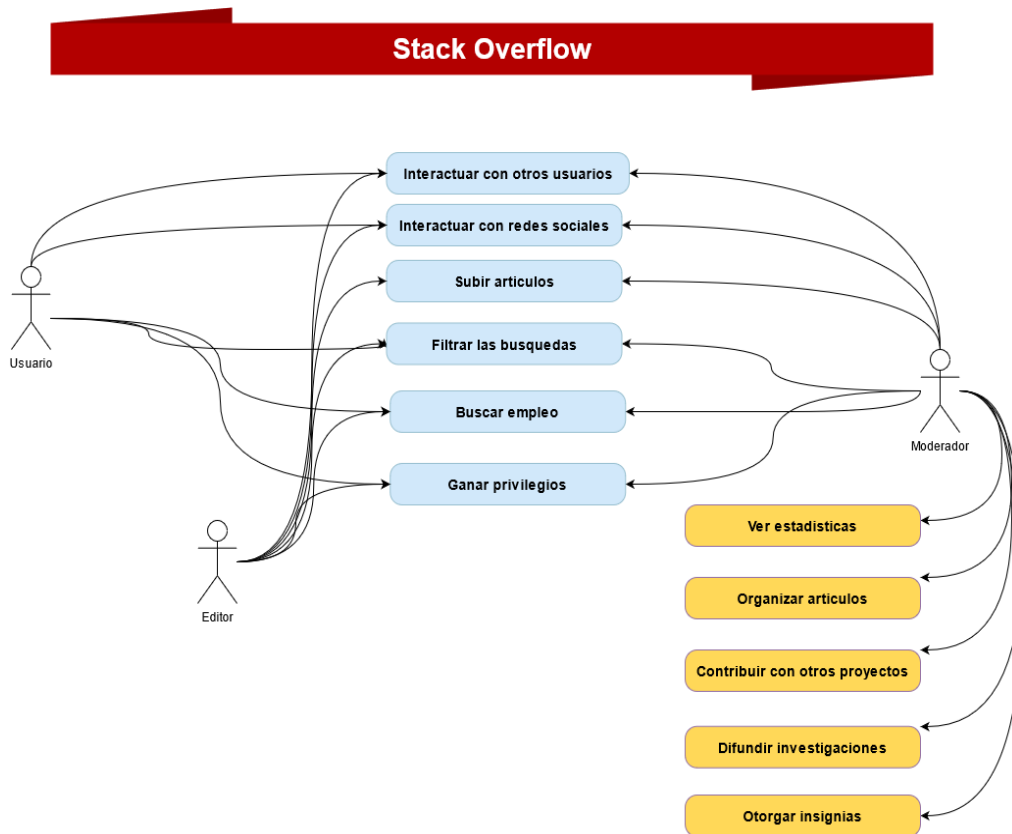 Stack Overflow
Interactuar con otros usuarios
Interactuar con redes sociales
Subir articulos
Usuario
Filtrar las busquedas
Buscar empleo
Moderador
Ganar privilegios
Ver estadisticas
Editor
Organizar articulos
Contribuir con otros proyectos
Difundir investigaciones
Otorgar insignias